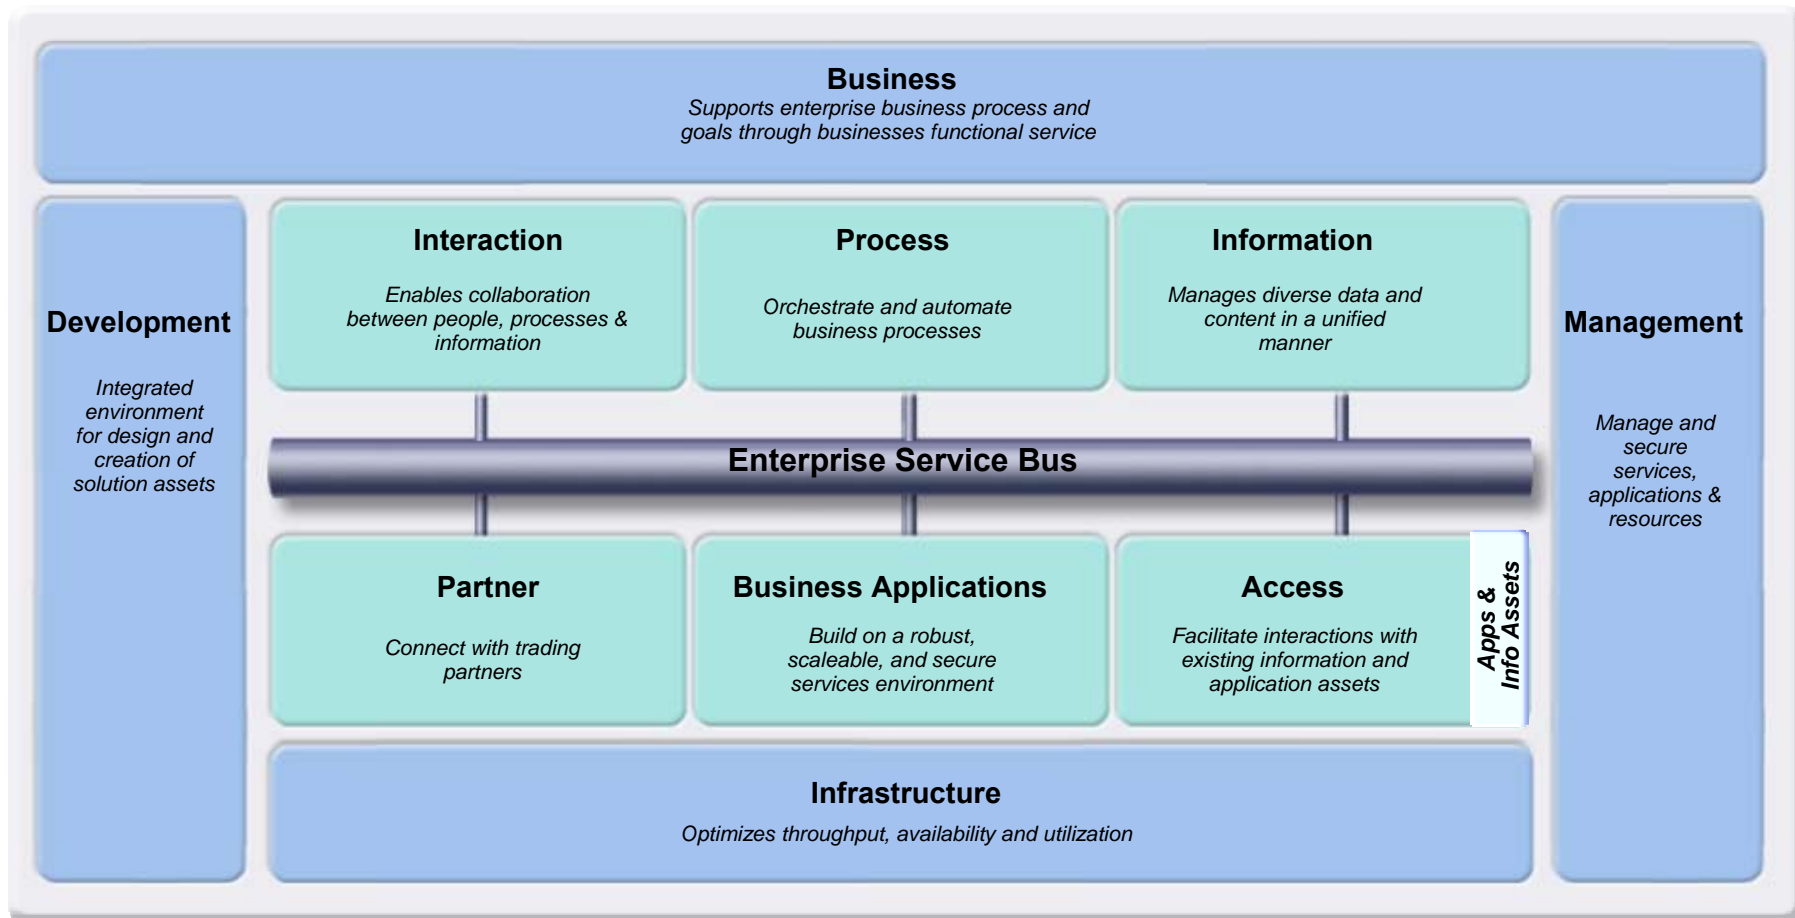 Business
Supports enterprise business process and
goals through businesses functional service
Development
Integrated
environment
for design and
creation of
solution assets
Interaction
Enables collaboration
between people, processes &
information
Process
Orchestrate and automate
business processes
Information
Manages diverse data and
content in a unified
manner
Management
Manage and
secure
services,
applications &
resources
Enterprise Service Bus
Partner
Connect with trading
partners
Business Applications
Build on a robust,
scaleable, and secure
services environment
Access
Facilitate interactions with
existing information and
application assets
Apps &
Info Assets
Infrastructure
Optimizes throughput, availability and utilization